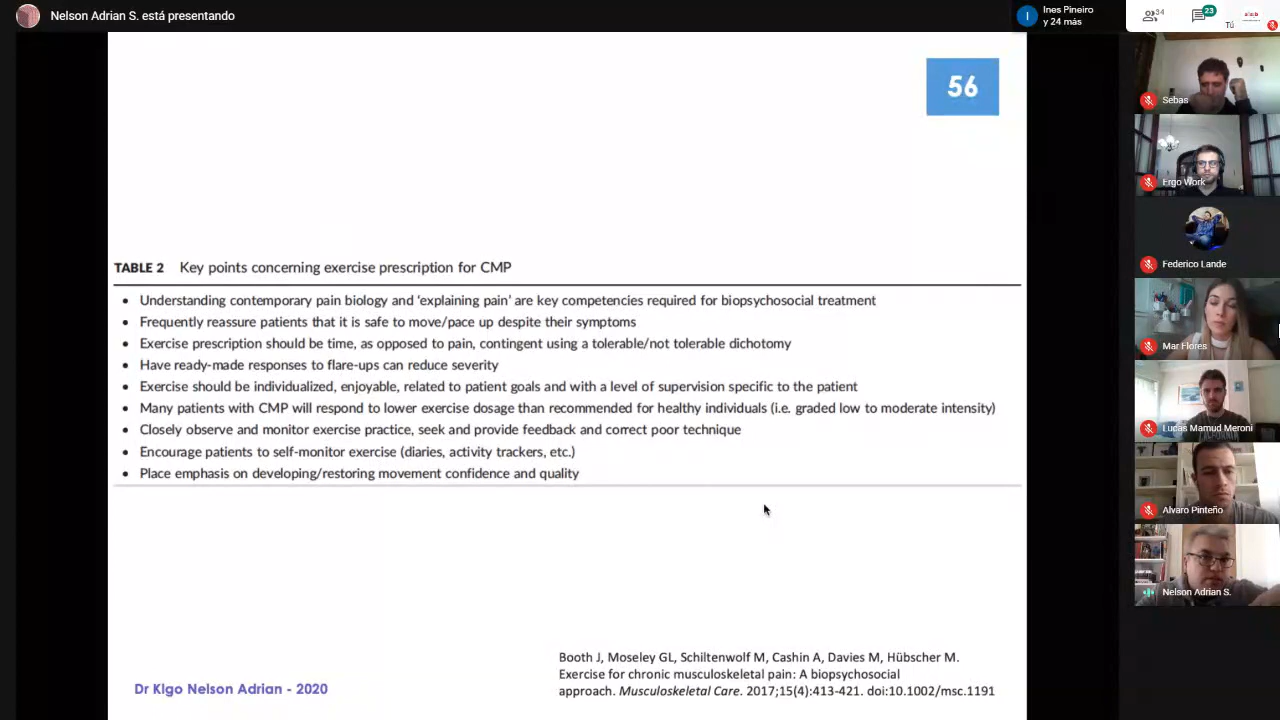 Nelson Adrian S. está presentando
I
Ines Pineiro
y 24 más
34
23
Tú
56
TABLE 2 Key points concerning exercise prescription for CMP
• Understanding contemporary pain biology and ‘explaining pain’ are key competencies required for biopsychosocial treatment
• Frequently reassure patients that it is safe to move/pace up despite their symptoms
• Exercise prescription should be time, as opposed to pain, contingent using a tolerable/not tolerable dichotomy
• Have ready-made responses to flare-ups can reduce severity
• Exercise should be individualized, enjoyable, related to patient goals and with a level of supervision specific to the patient
• Many patients with CMP will respond to lower exercise dosage than recommended for healthy individuals (i.e. graded low to moderate intensity)
• Closely observe and monitor exercise practice, seek and provide feedback and correct poor technique
• Encourage patients to self-monitor exercise (diaries, activity trackers, etc.)
• Place emphasis on developing/restoring movement confidence and quality
Booth J, Moseley GL, Schiltenwolf M, Cashin A, Davies M, Hübscher M.
Exercise for chronic musculoskeletal pain: A biopsychosocial
approach. Musculoskeletal Care. 2017;15(4):413-421. doi:10.1002/msc.1191
Dr Klgo Nelson Adrian - 2020
Sebas
Ergo Work
Federico Lande
Mar Flores
Lucas Mamud Meroni
Alvaro Pinteño
Nelson Adrian S.